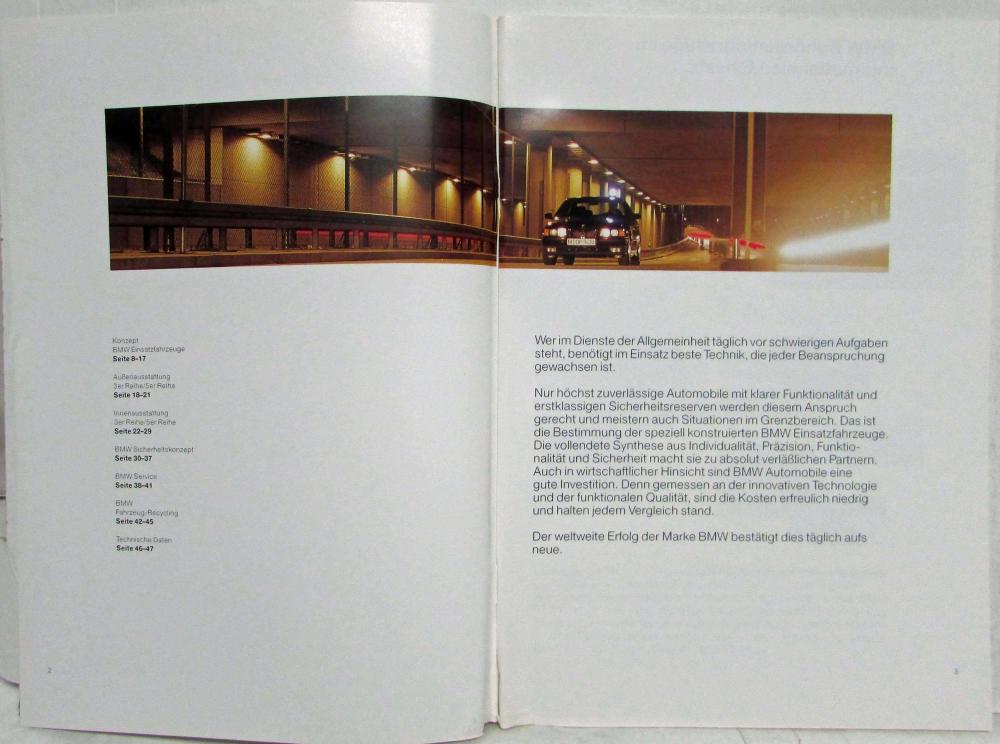 Konzept
BMW Einsatzfahrzeuge
Seite 8–17
Außenausstattung
3er Reihe/5er Reihe
Seite 18–21
Innenausstattung
3er Reihe/5er Reihe
Seite 22–29
BMW Sicherheitskonzept
Seite 30–37
BMW Service
Seite 38–41
BMW
Fahrzeug-Recycling
Seite 42–45
Technische Daten
Seite 46–47
2
Wer im Dienste der Allgemeinheit täglich vor schwierigen Aufgaben
steht, benötigt im Einsatz beste Technik, die jeder Beanspruchung
gewachsen ist.
Nur höchst zuverlässige Automobile mit klarer Funktionalität und
erstklassigen Sicherheitsreserven werden diesem Anspruch
gerecht und meistern auch Situationen im Grenzbereich. Das ist
die Bestimmung der speziell konstruierten BMW Einsatzfahrzeuge.
Die vollendete Synthese aus Individualität, Präzision, Funktio-
nalität und Sicherheit macht sie zu absolut verläßlichen Partnern.
Auch in wirtschaftlicher Hinsicht sind BMW Automobile eine
gute Investition. Denn gemessen an der innovativen Technologie
und der funktionalen Qualität, sind die Kosten erfreulich niedrig
und halten jedem Vergleich stand.
Der weltweite Erfolg der Marke BMW bestätigt dies täglich aufs
neue.
3